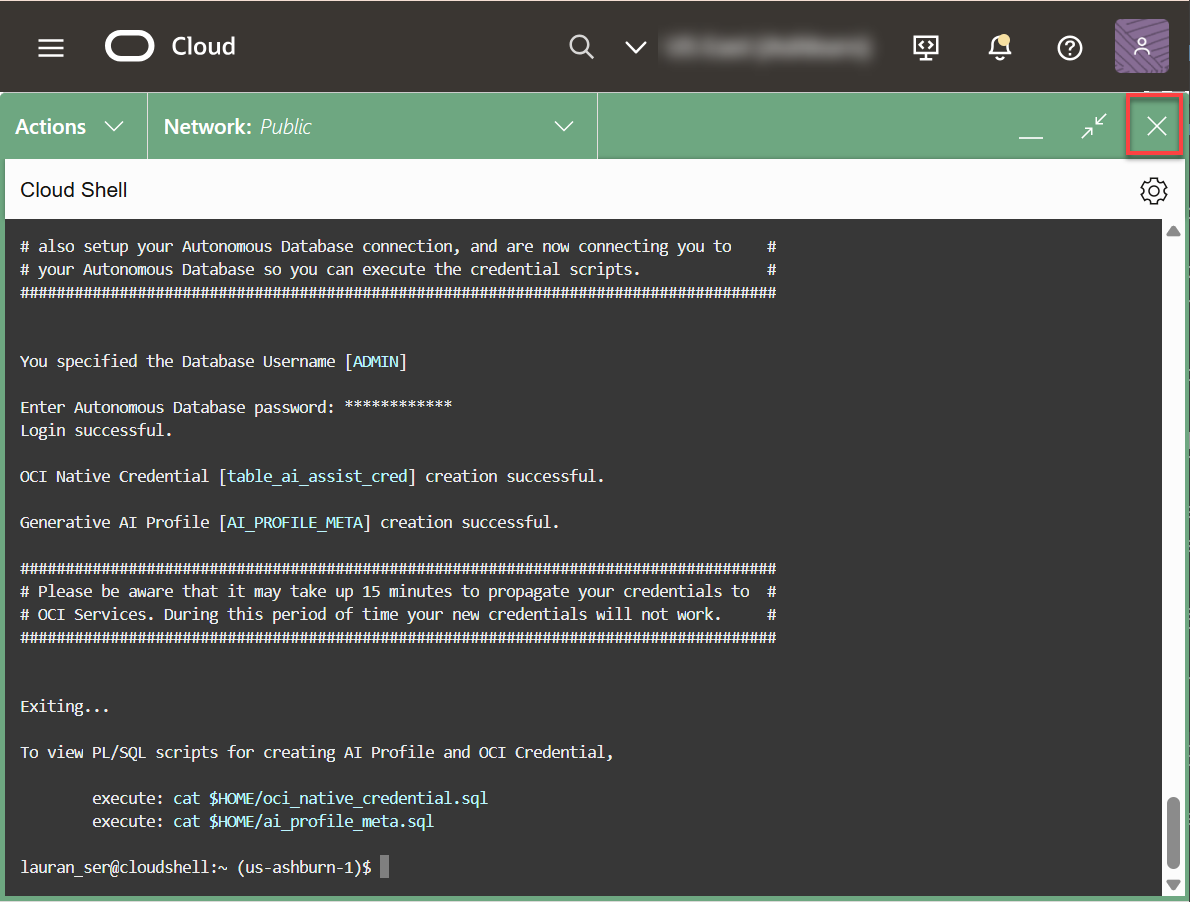 Cloud
Actions
Network: Public
Cloud Shell
# also setup your Autonomous Database connection, and are now connecting you to    #
# your Autonomous Database so you can execute the credential scripts.              #
####################################################################################
You specified the Database Username [ADMIN]
Enter Autonomous Database password: ************
Login successful.
OCI Native Credential [table_ai_assist_cred] creation successful.
Generative AI Profile [AI_PROFILE_META] creation successful.
####################################################################################
# Please be aware that it may take up 15 minutes to propagate your credentials to  #
# OCI Services. During this period of time your new credentials will not work.     #
####################################################################################
Exiting...
To view PL/SQL scripts for creating AI Profile and OCI Credential,
execute: cat $HOME/oci_native_credential.sql
execute: cat $HOME/ai_profile_meta.sql
lauran_ser@cloudshell:~ (us-ashburn-1)$